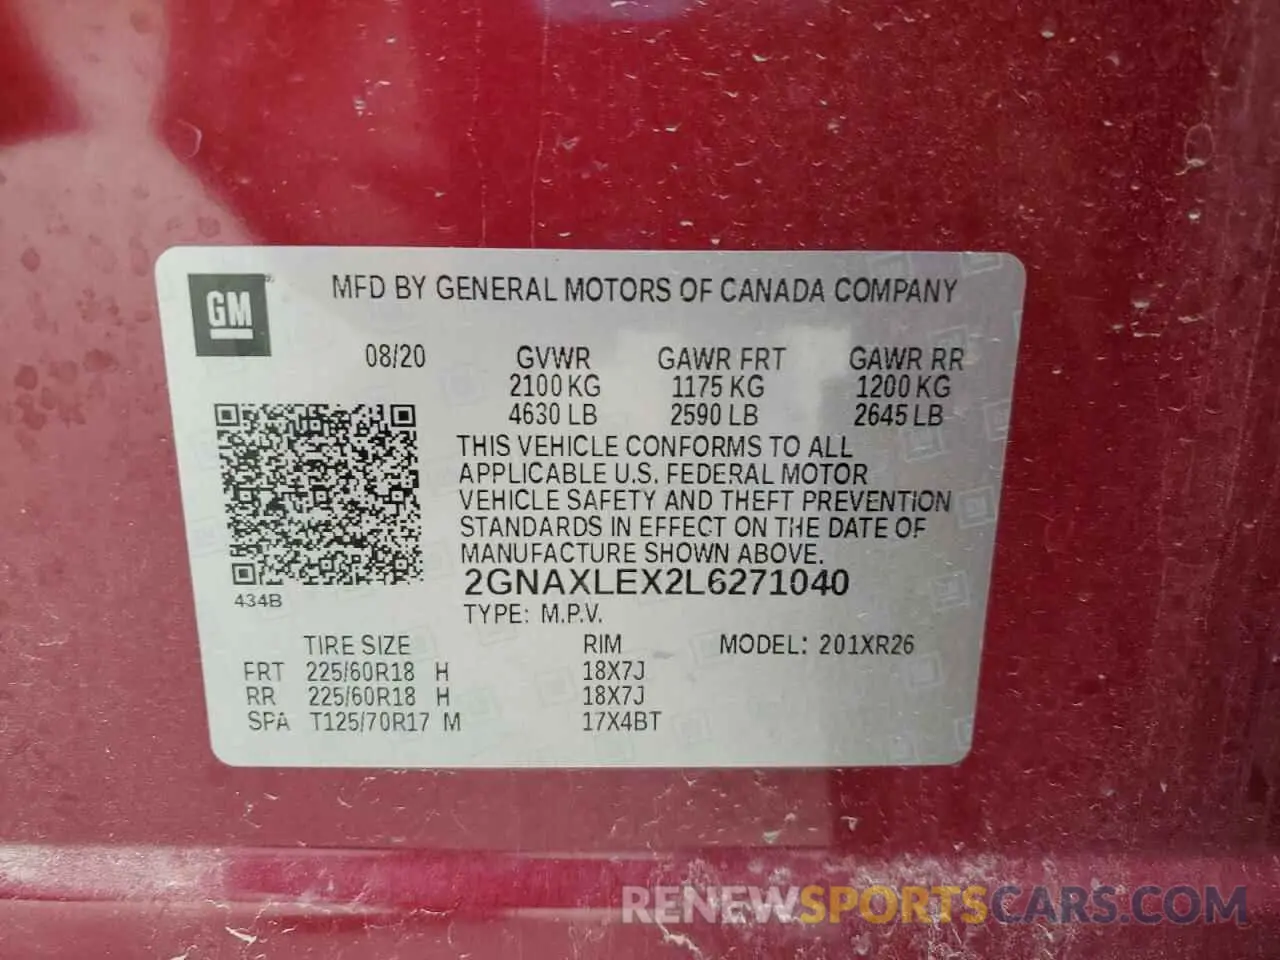 GM
MFD BY GENERAL MOTORS OF CANADA COMPANY
08/20 GVWR GAWR FRT GAWR RR
2100 KG 1175 KG 1200 KG
4630 LB 2590 LB 2645 LB
THIS VEHICLE CONFORMS TO ALL
APPLICABLE U.S. FEDERAL MOTOR
VEHICLE SAFETY AND THEFT PREVENTION
STANDARDS IN EFFECT ON THE DATE OF
MANUFACTURE SHOWN ABOVE.
2GNAXLEX2L6271040
434B
TYPE: M.P.V.
TIRE SIZE RIM MODEL: 201XR26
FRT 225/60R18 H 18X7J
RR 225/60R18 H 18X7J
SPA T125/70R17 M 17X4BT
RENEWSPORTSCARS.COM